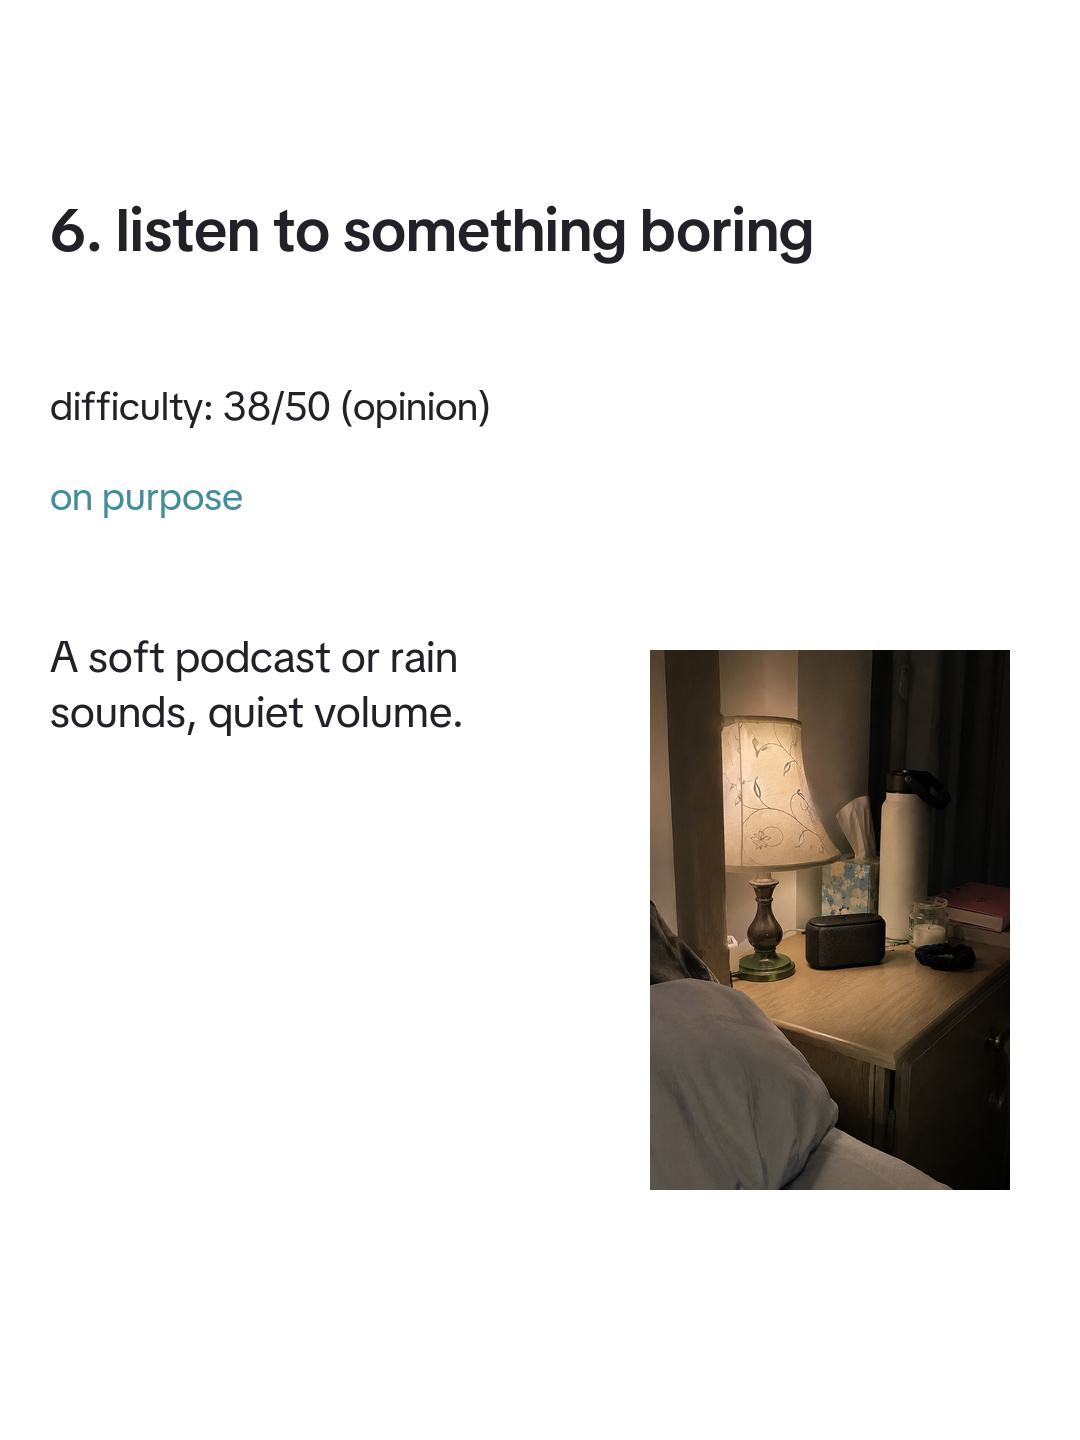 6. listen to something boring
difficulty: 38/50 (opinion)
on purpose
A soft podcast or rain
sounds, quiet volume.